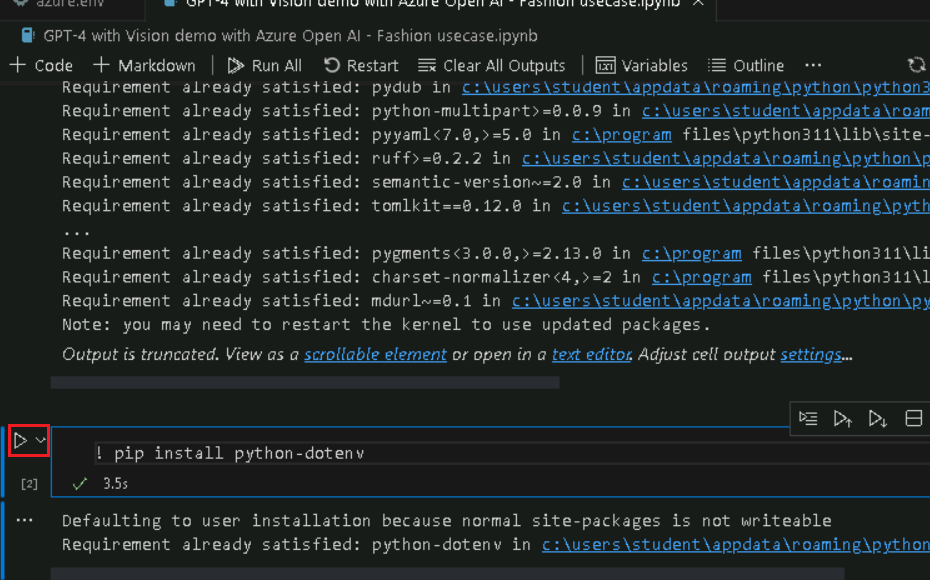 azure.env
GPT-4 with Vision demo with Azure Open AI - Fashion usecase.ipynb
GPT-4 with Vision demo with Azure Open AI - Fashion usecase.ipynb
+ Code + Markdown Run All Restart Clear All Outputs Variables Outline ...
Requirement already satisfied: pydub in c:\users\student\appdata\roaming\python\python3
Requirement already satisfied: python-multipart>=0.0.9 in c:\users\student\appdata\roam
Requirement already satisfied: pyyaml<7.0,>=5.0 in c:\program files\python311\lib\site-
Requirement already satisfied: ruff>=0.2.2 in c:\users\student\appdata\roaming\python\p
Requirement already satisfied: semantic-version~=2.0 in c:\users\student\appdata\roamin
Requirement already satisfied: tomlkit==0.12.0 in c:\users\student\appdata\roaming\pyth
...
Requirement already satisfied: pygments<3.0.0,>=2.13.0 in c:\program files\python311\li
Requirement already satisfied: charset-normalizer<4,>=2 in c:\program files\python311\l
Requirement already satisfied: mdurl~=0.1 in c:\users\student\appdata\roaming\python\py
Note: you may need to restart the kernel to use updated packages.
Output is truncated. View as a scrollable element or open in a text editor. Adjust cell output settings...
! pip install python-dotenv
[2] 3.5s
... Defaulting to user installation because normal site-packages is not writeable
Requirement already satisfied: python-dotenv in c:\users\student\appdata\roaming\python